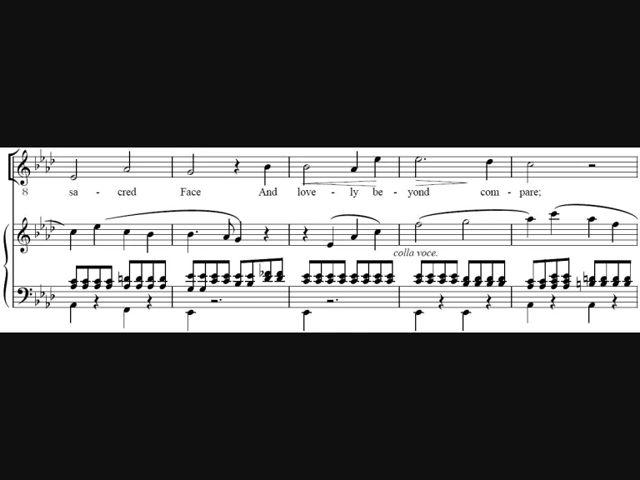 8 sa - cred Face And love - ly be - yond com - pare;
colla voce.